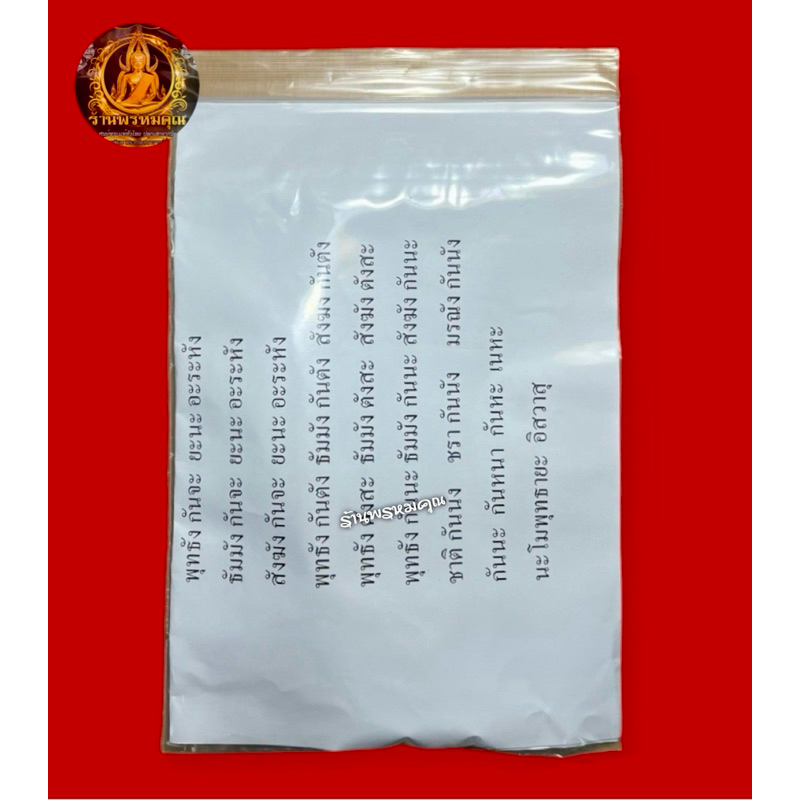 ร้านพรหมคุณ
พุทธัง กันจะ ยะนะ อะระหัง
ธัมมัง กันจะ ยะนะ อะระหัง
สังฆัง กันจะ ยะนะ อะระหัง
พุทธัง กันตัง ธัมมัง กันตัง สังฆัง กันตัง
พุทธัง ตังสะ ธัมมัง ตังสะ สังฆัง ตังสะ
พุทธัง กันนะ ธัมมัง กันนะ สังฆัง กันนะ
ชาติ กันนัง ชรา กันนัง มรณัง กันนัง
กันนะ กันหนา กันหะ เนหะ
นะโมพุทธายะ อิสวาสุ
ร้านพรหมคุณ